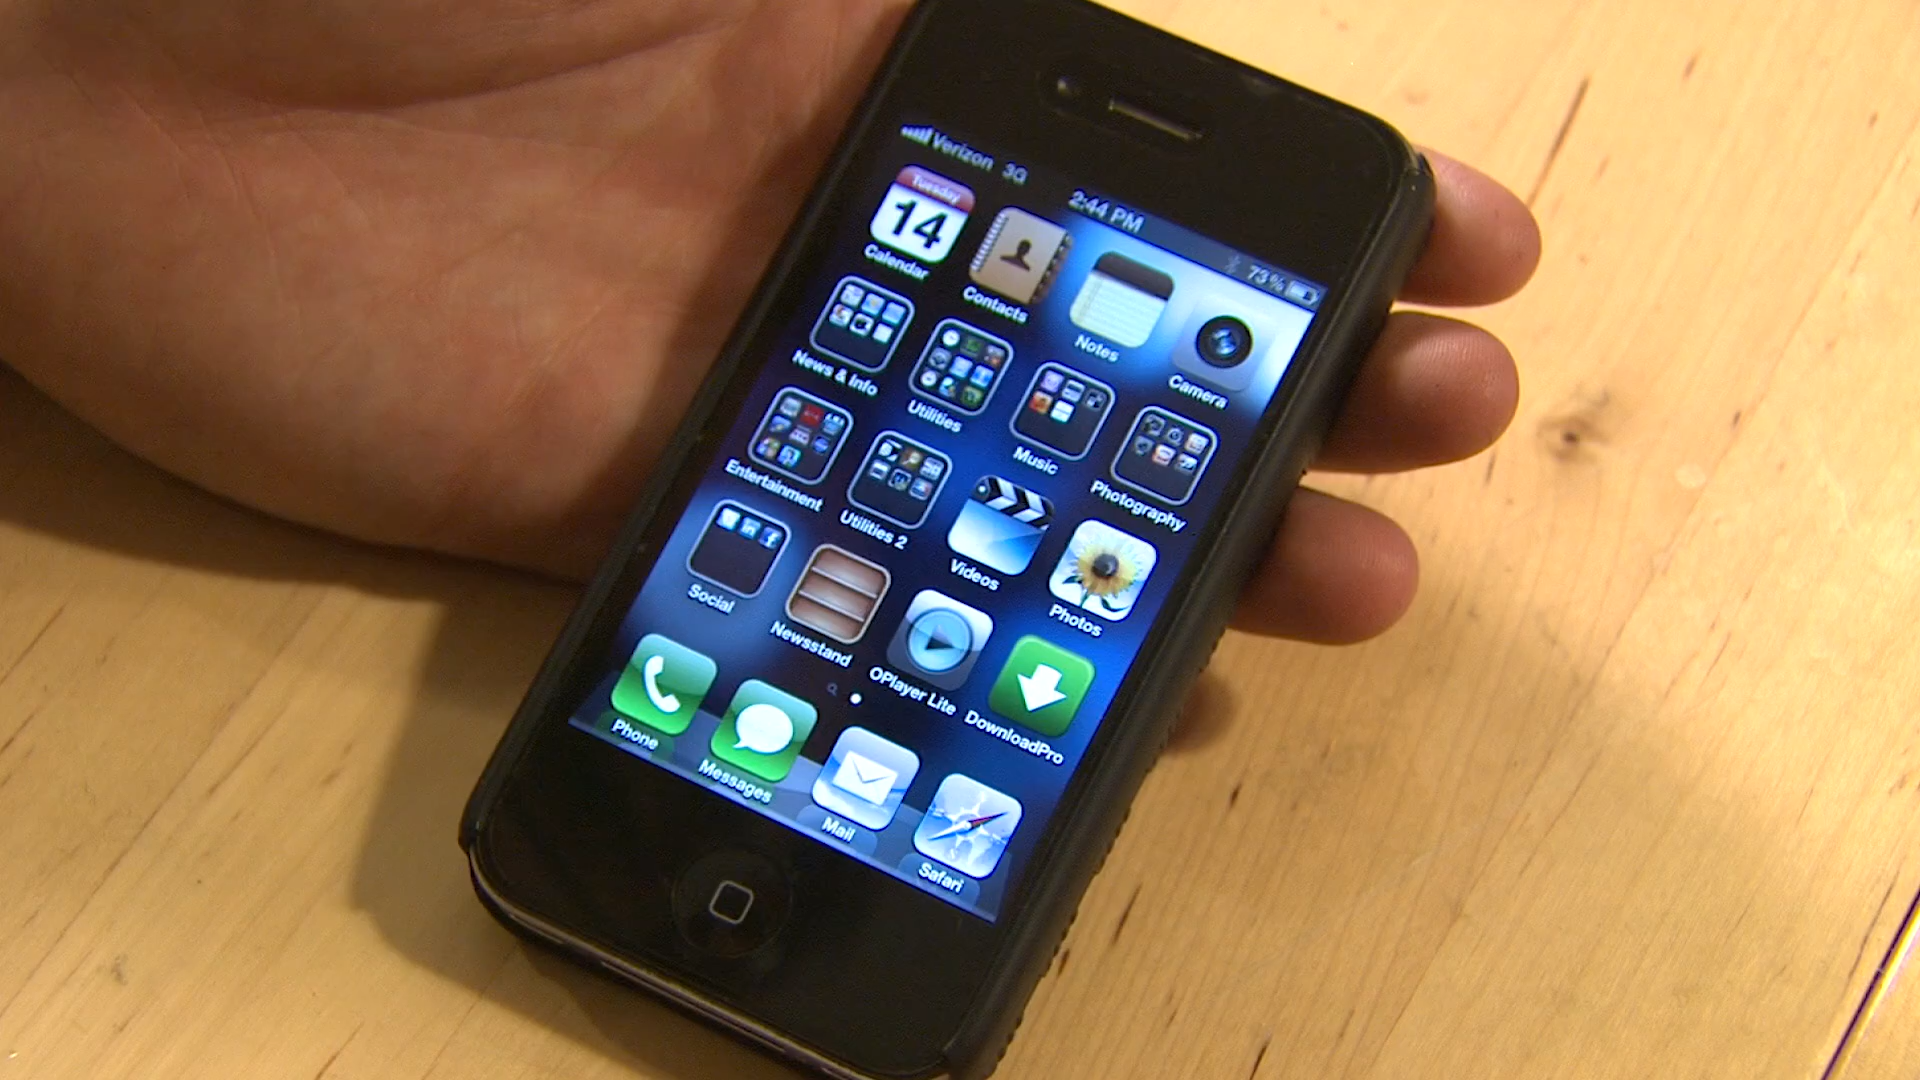 Verizon 3G 2:44 PM 73%
Tuesday
14
Calendar Contacts Notes Camera
News & Info Utilities Music Photography
Entertainment Utilities 2 Videos Photos
Social Newsstand OPlayer Lite DownloadPro
Phone Messages Mail Safari